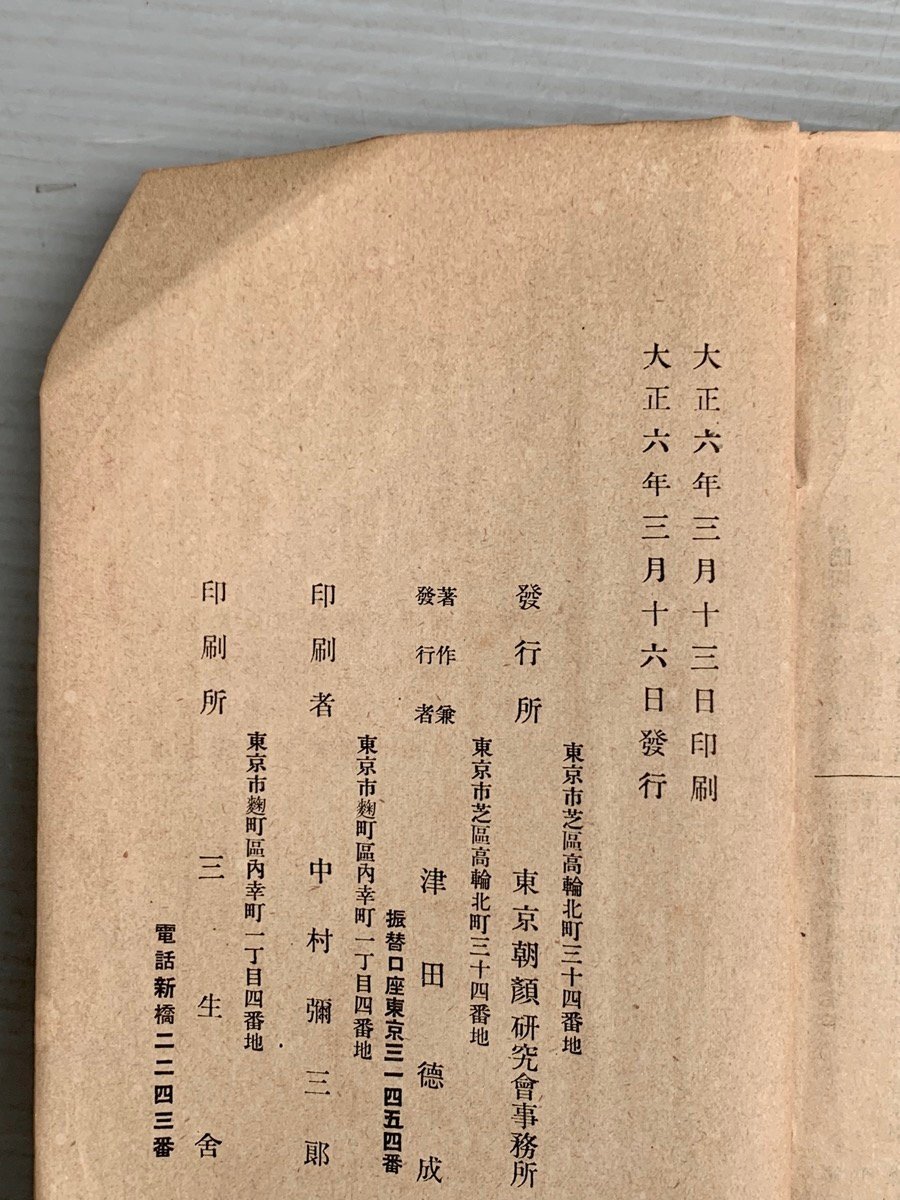 大正六年三月十三日印刷
大正六年三月十六日發行
東京市芝區高輪北町三十四番地
發行所 東京朝顏研究會事務所
東京市芝區高輪北町三十四番地
著作兼
發行者 津田德成
振替口座東京三一四五四番
東京市麹町區內幸町一丁目四番地
印刷者 中村彌三郞
東京市麹町區內幸町一丁目四番地
印刷所 三生舍
電話新橋二二四三番